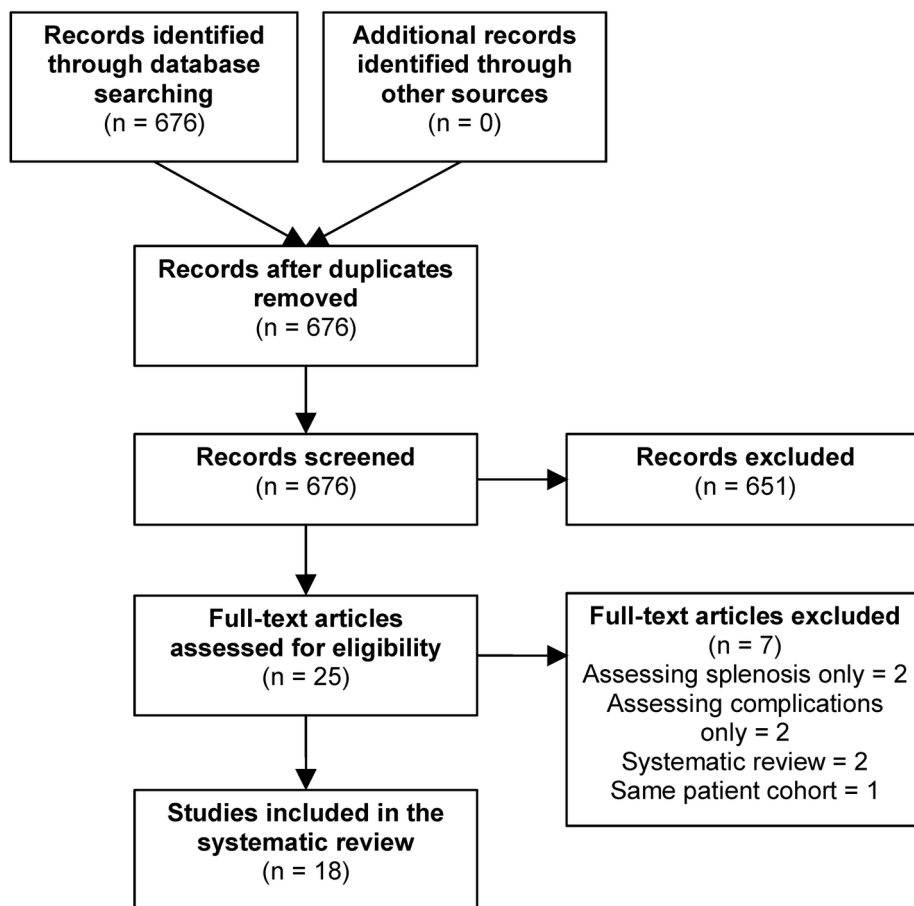 Records identified
through database
searching
(n = 676)
Additional records
identified through
other sources
(n = 0)
Records after duplicates
removed
(n = 676)
Records screened
(n = 676)
Records excluded
(n = 651)
Full-text articles
assessed for eligibility
(n = 25)
Full-text articles excluded
(n = 7)
Assessing splenosis only = 2
Assessing complications
only = 2
Systematic review = 2
Same patient cohort = 1
Studies included in the
systematic review
(n = 18)